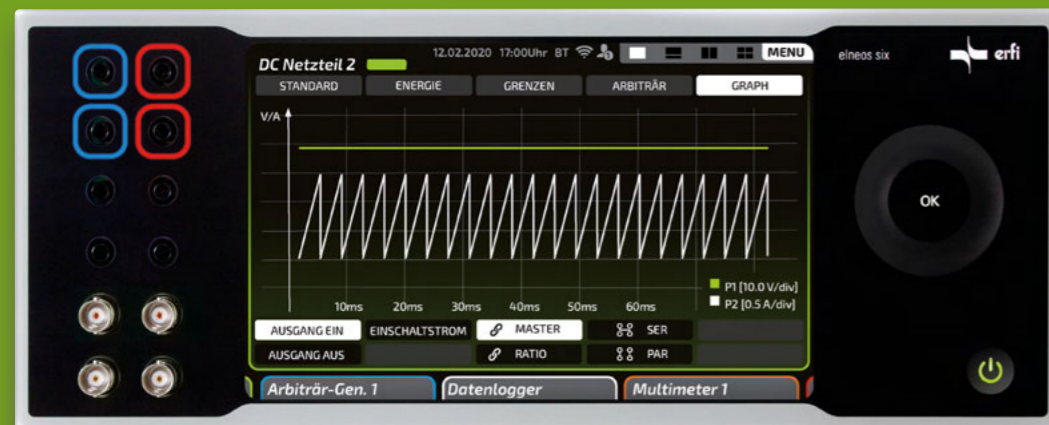 12.02.2020 17:00Uhr BT MENU
DC Netzteil 2
STANDARD ENERGIE GRENZEN ARBITRÄR GRAPH
V/A
P1 [10.0 V/div]
P2 [0.5 A/div]
10ms 20ms 30ms 40ms 50ms 60ms
AUSGANG EIN EINSCHALTSTROM MASTER SER
AUSGANG AUS RATIO PAR
Arbiträr-Gen. 1 Datenlogger Multimeter 1
elneos six
erfi
OK